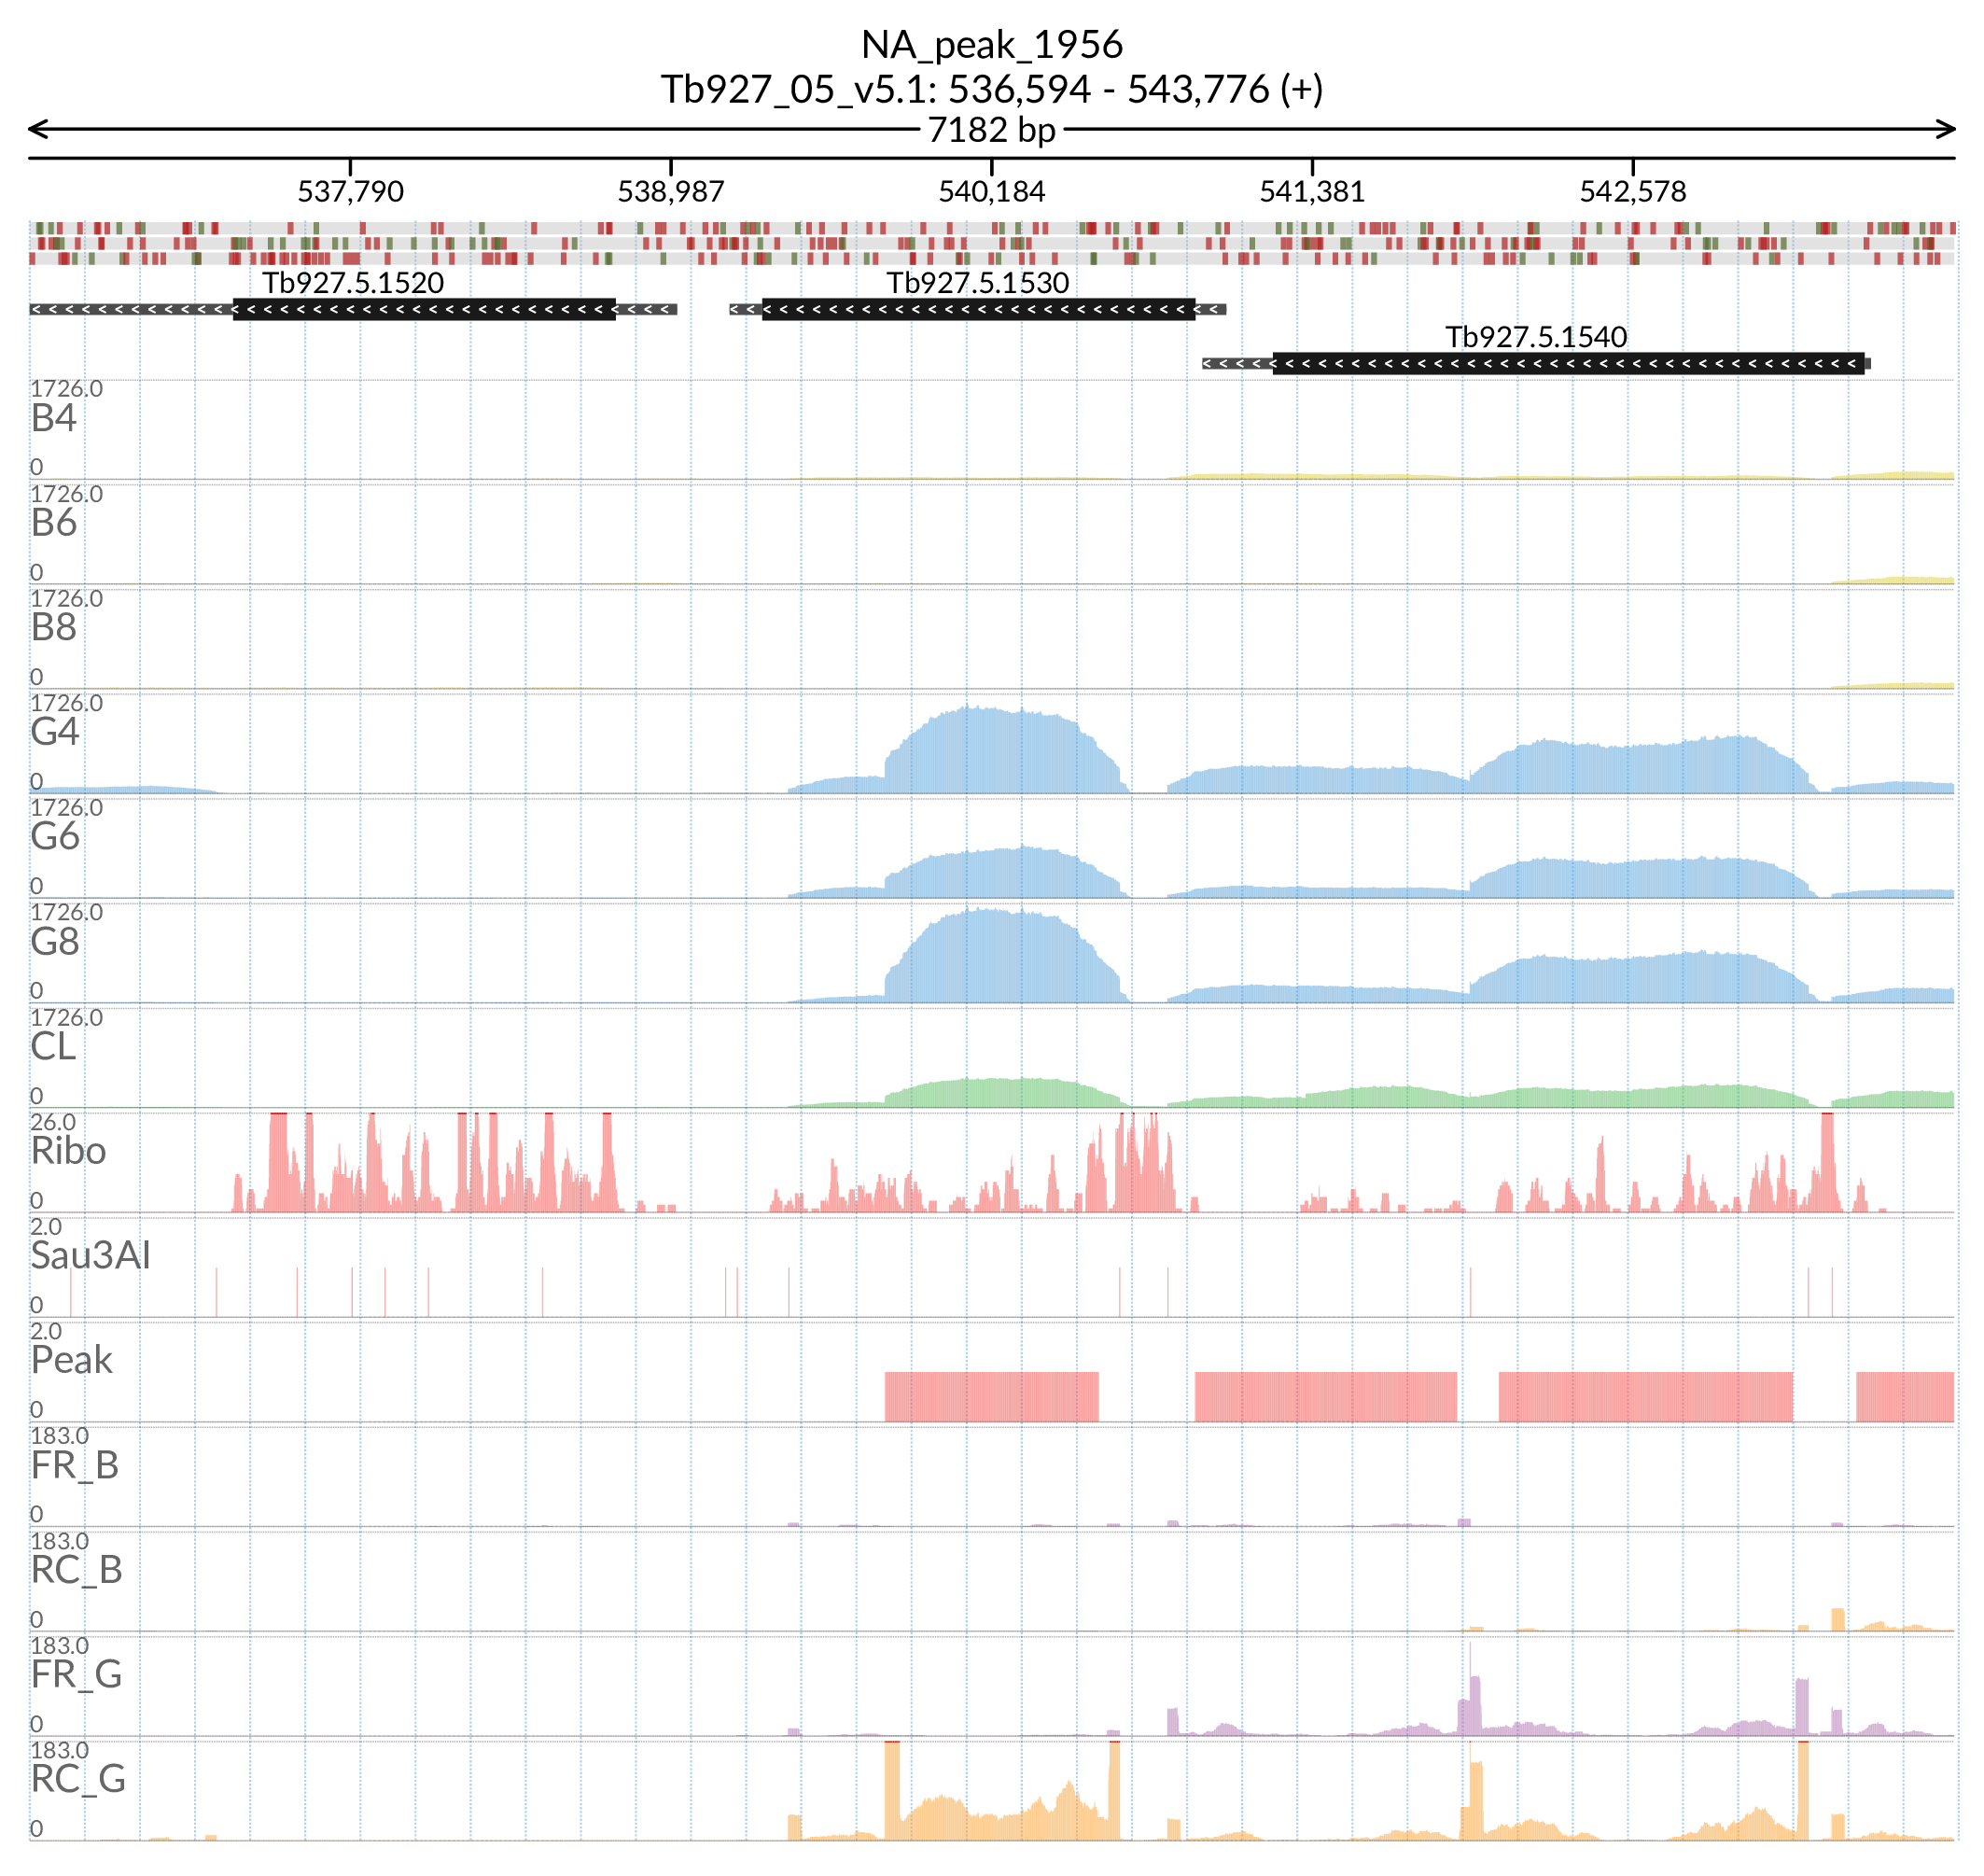 NA_peak_1956
Tb927_05_v5.1: 536,594 - 543,776 (+)
7182 bp
537,790 538,987 540,184 541,381 542,578
Tb927.5.1520 Tb927.5.1530
Tb927.5.1540
1726.0
B4
0
1726.0
B6
0
1726.0
B8
0
1726.0
G4
0
1726.0
G6
0
1726.0
G8
0
1726.0
CL
0
26.0
Ribo
0
2.0
Sau3AI
0
2.0
Peak
0
183.0
FR_B
0
183.0
RC_B
0
183.0
FR_G
0
183.0
RC_G
0